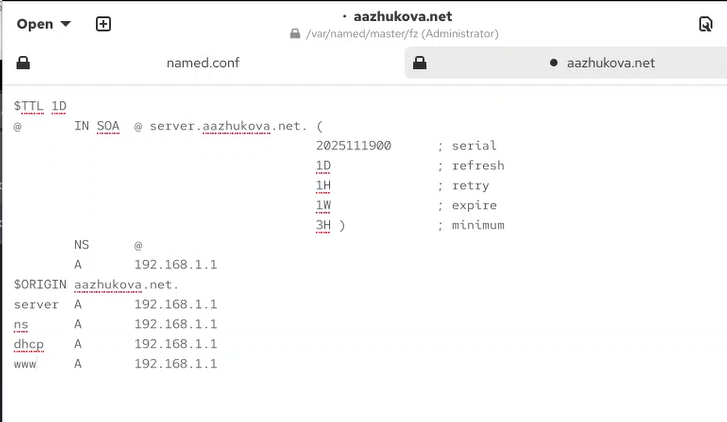 Open
· aazhukova.net
/var/named/master/fz (Administrator)
named.conf
● aazhukova.net
$TTL 1D
@ IN SOA @ server.aazhukova.net. (
2025111900 ; serial
1D ; refresh
1H ; retry
1W ; expire
3H ) ; minimum
NS @
A 192.168.1.1
$ORIGIN aazhukova.net.
server A 192.168.1.1
ns A 192.168.1.1
dhcp A 192.168.1.1
www A 192.168.1.1